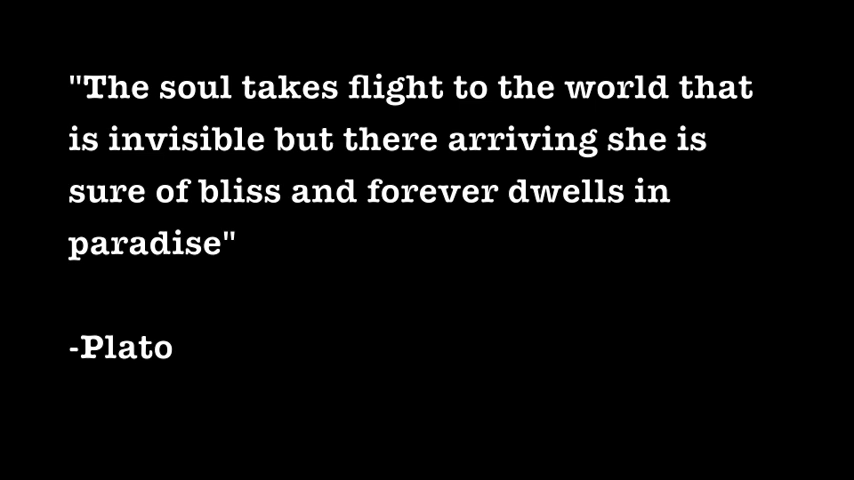 "The soul takes flight to the world that
is invisible but there arriving she is
sure of bliss and forever dwells in
paradise"
-Plato